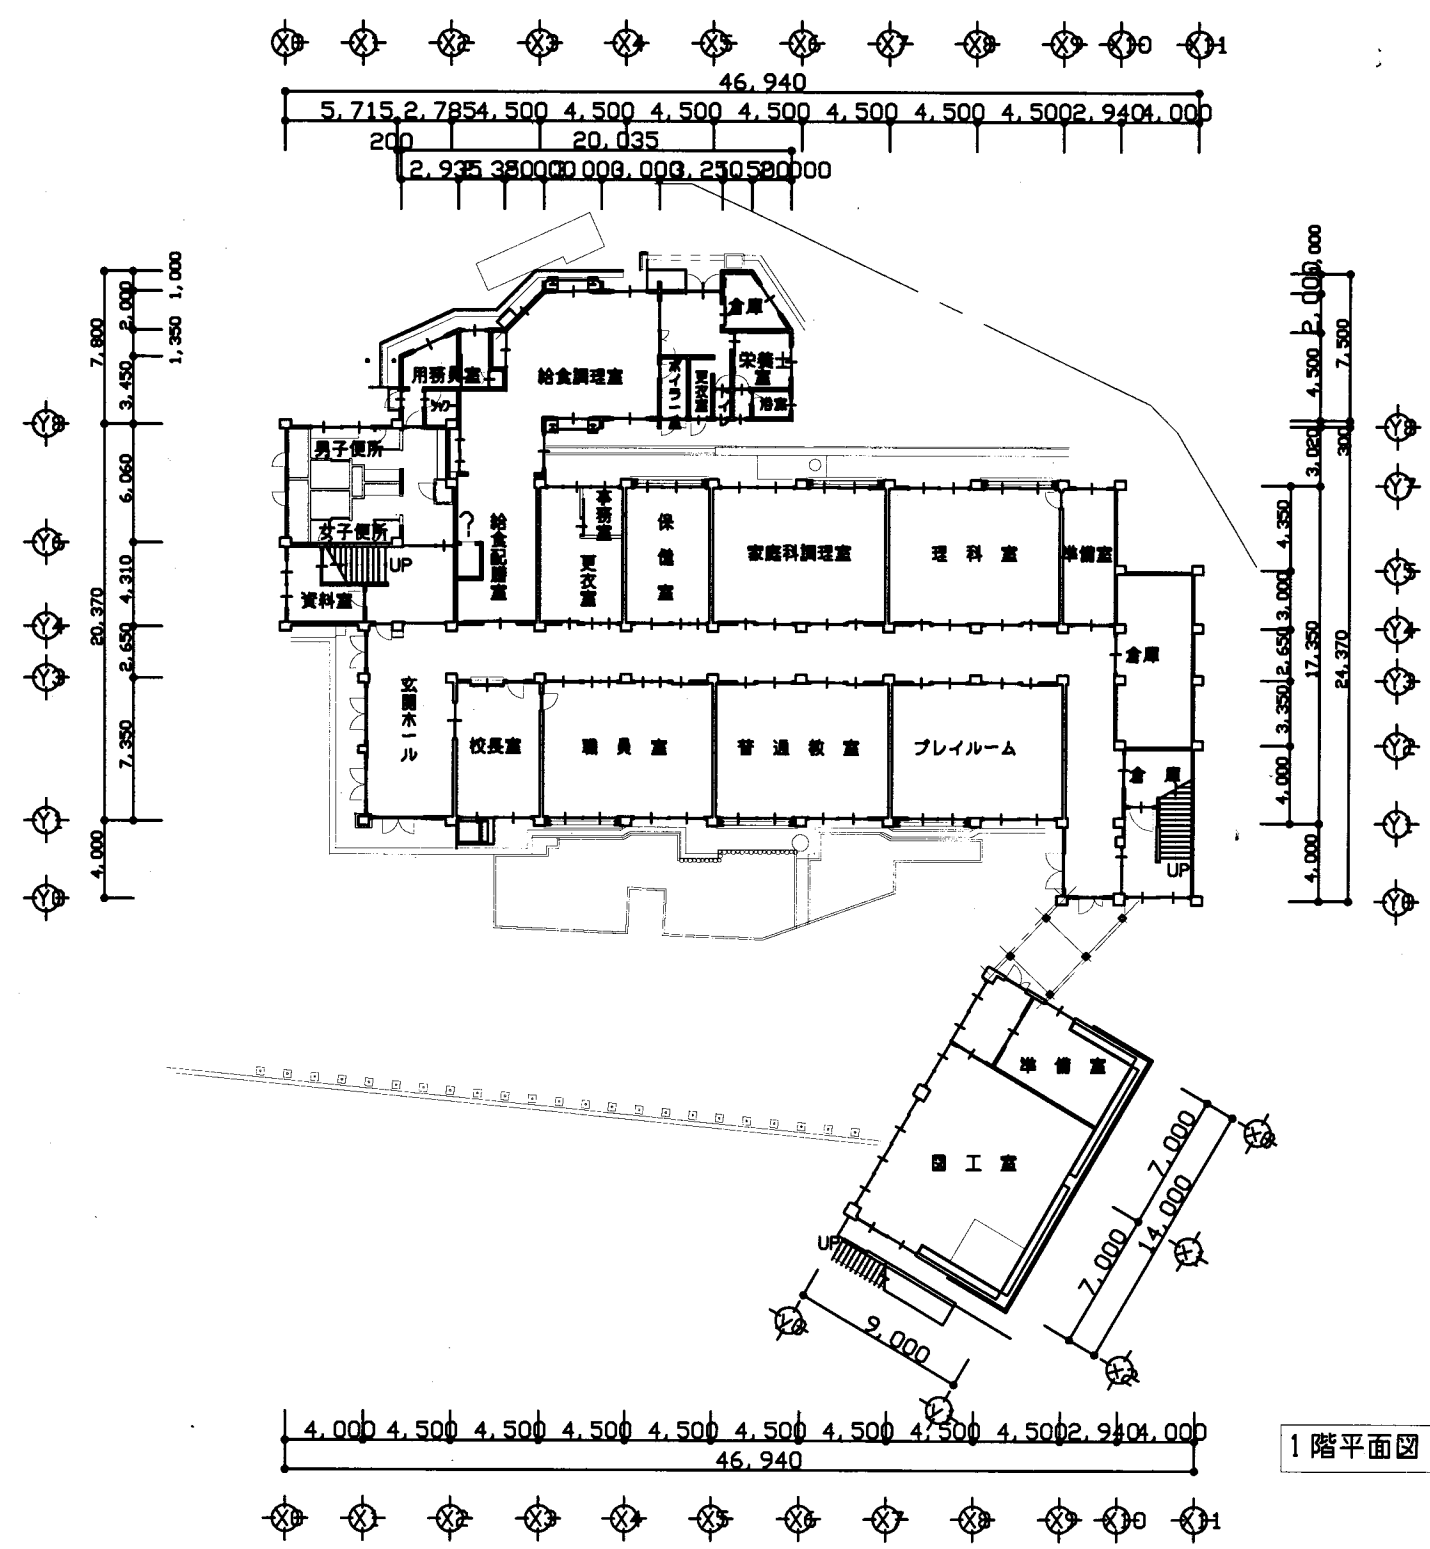 X0 X1 X2 X3 X4 X5 X6 X7 X8 X9 X10 X11
46,940
5,715 2,785 4,500 4,500 4,500 4,500 4,500 4,500 4,500 2,940 4,000
200 20,035
1,000
2,000
1,350
7,800
3,450
6,060
4,310
20,370
2,650
7,350
4,000
Y8
Y6
Y4
Y3
Y1
Y0
倉庫
用務員室
給食調理室
ボイラー室
更衣室
栄養士室
トイレ
浴室
男子便所
女子便所
UP
資料室
?
給食配膳室
事務室
更衣室
保健室
家庭科調理室
理科室
準備室
倉庫
玄関ホール
校長室
職員室
普通教室
プレイルーム
倉庫
UP
1,000
2,000
4,500
7,500
3,020
300
4,350
3,000
2,650
17,350
24,370
3,350
4,000
4,000
Y8
Y7
Y5
Y4
Y3
Y2
Y1
Y0
準備室
図工室
UP
7,000
7,000
14,000
9,000
4,000 4,500 4,500 4,500 4,500 4,500 4,500 4,500 4,500 2,940 4,000
46,940
X0 X1 X2 X3 X4 X5 X6 X7 X8 X9 X10 X11
1階平面図